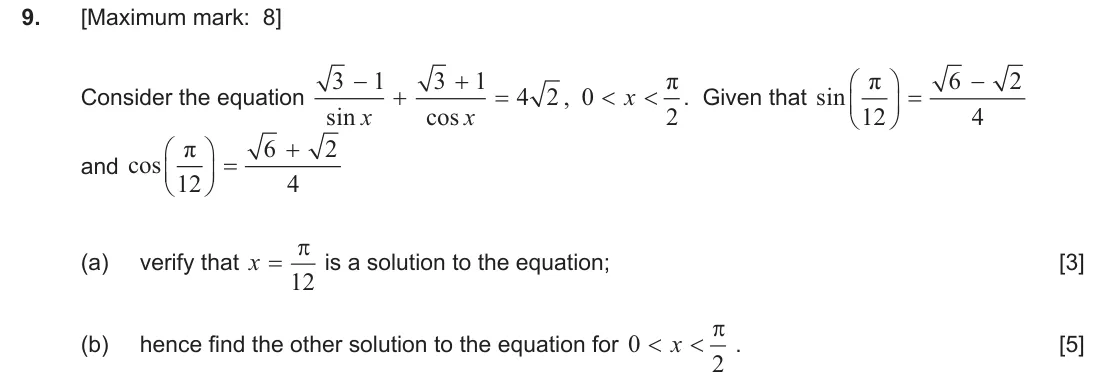 9. [Maximum mark: 8]
Consider the equation (√3 − 1)/(sin x) + (√3 + 1)/(cos x) = 4√2, 0 < x < π/2. Given that sin(π/12) = (√6 − √2)/4
and cos(π/12) = (√6 + √2)/4
(a) verify that x = π/12 is a solution to the equation; [3]
(b) hence find the other solution to the equation for 0 < x < π/2 . [5]